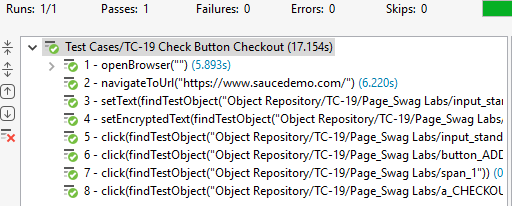 Runs: 1/1 Passes: 1 Failures: 0 Errors: 0 Skips: 0
Test Cases/TC-19 Check Button Checkout (17.154s)
1 - openBrowser("") (5.893s)
2 - navigateToUrl("https://www.saucedemo.com/") (6.220s)
3 - setText(findTestObject("Object Repository/TC-19/Page_Swag Labs/input_stan
4 - setEncryptedText(findTestObject("Object Repository/TC-19/Page_Swag Labs/
5 - click(findTestObject("Object Repository/TC-19/Page_Swag Labs/input_stand
6 - click(findTestObject("Object Repository/TC-19/Page_Swag Labs/button_ADD
7 - click(findTestObject("Object Repository/TC-19/Page_Swag Labs/span_1")) (0
8 - click(findTestObject("Object Repository/TC-19/Page_Swag Labs/a_CHECKOU